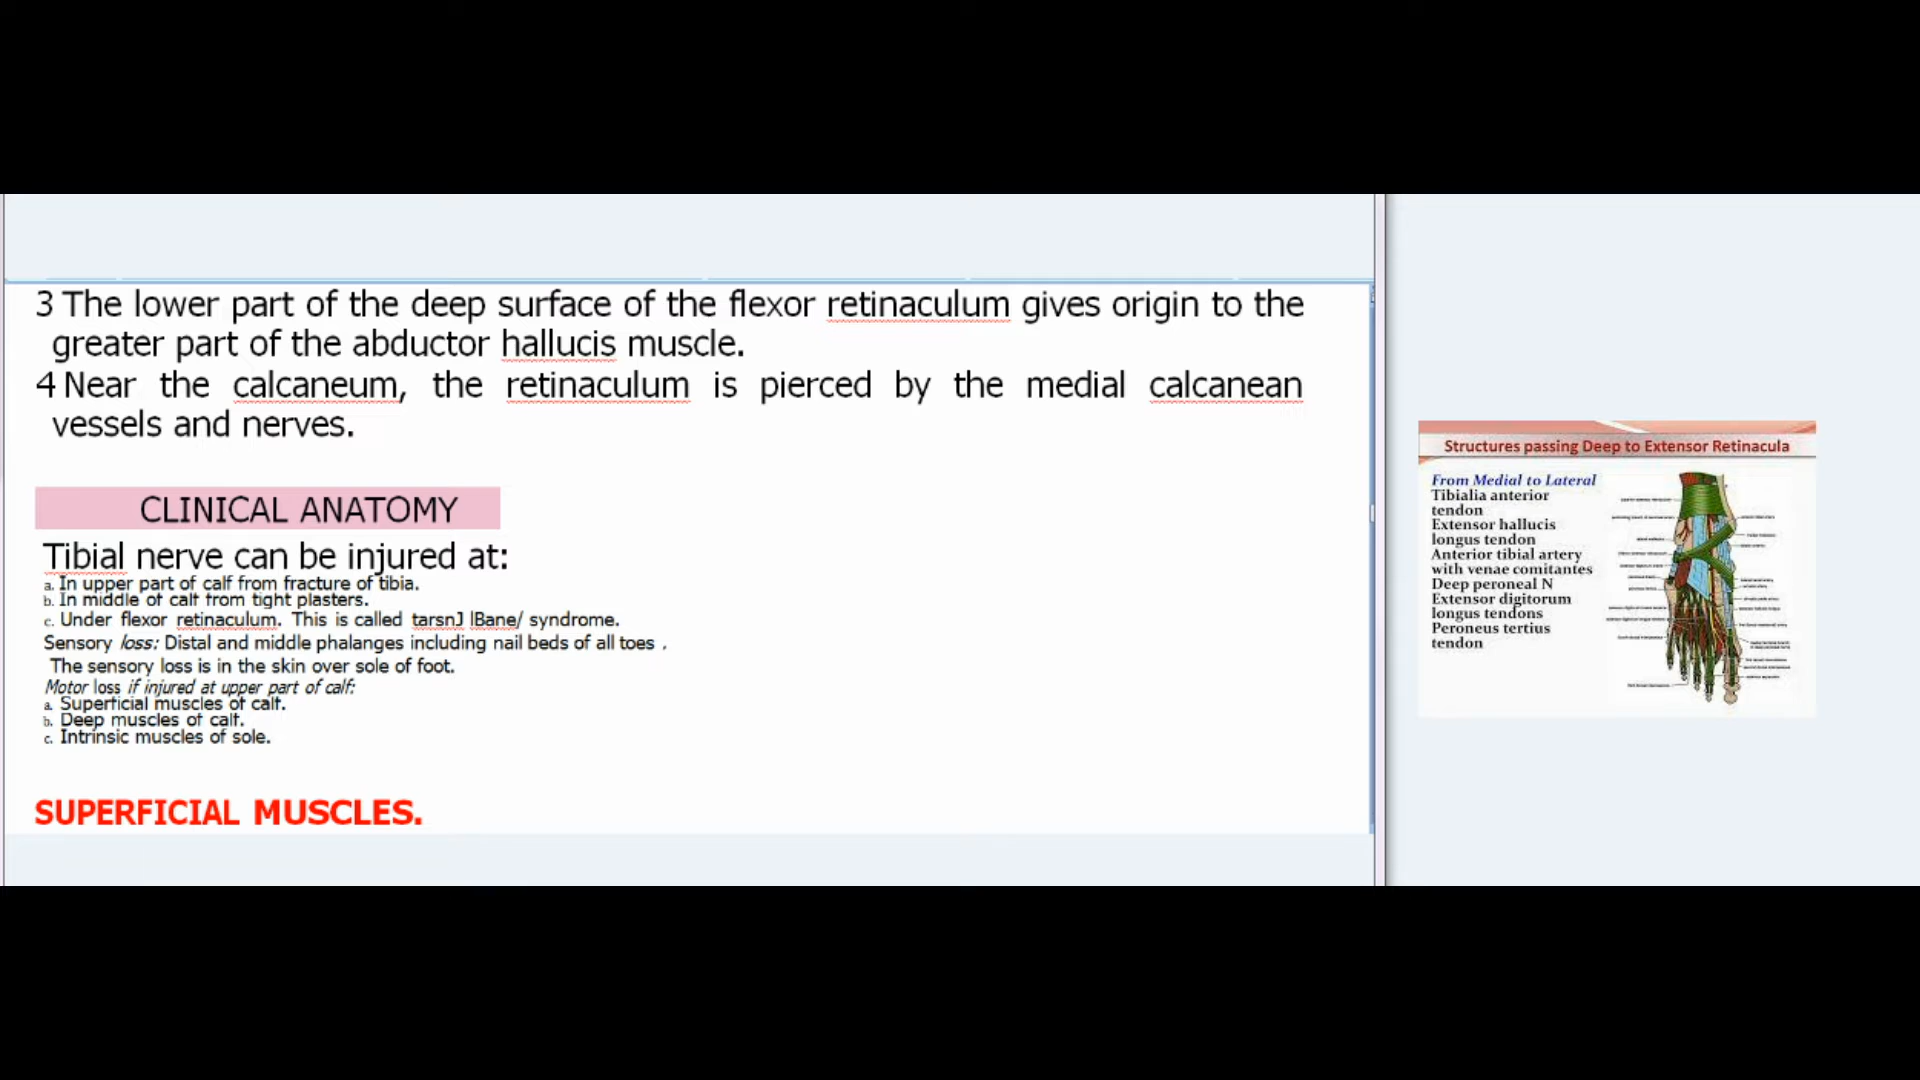 3 The lower part of the deep surface of the flexor retinaculum gives origin to the
greater part of the abductor hallucis muscle.
4 Near the calcaneum, the retinaculum is pierced by the medial calcanean
vessels and nerves.
CLINICAL ANATOMY
Tibial nerve can be injured at:
a. In upper part of calf from fracture of tibia.
b. In middle of calf from tight plasters.
c. Under flexor retinaculum. This is called tarsnJ lBane/ syndrome.
Sensory loss: Distal and middle phalanges including nail beds of all toes .
The sensory loss is in the skin over sole of foot.
Motor loss if injured at upper part of calf:
a. Superficial muscles of calf.
b. Deep muscles of calf.
c. Intrinsic muscles of sole.
SUPERFICIAL MUSCLES.
Structures passing Deep to Extensor Retinacula
From Medial to Lateral
Tibialia anterior
tendon
Extensor hallucis
longus tendon
Anterior tibial artery
with venae comitantes
Deep peroneal N
Extensor digitorum
longus tendons
Peroneus tertius
tendon